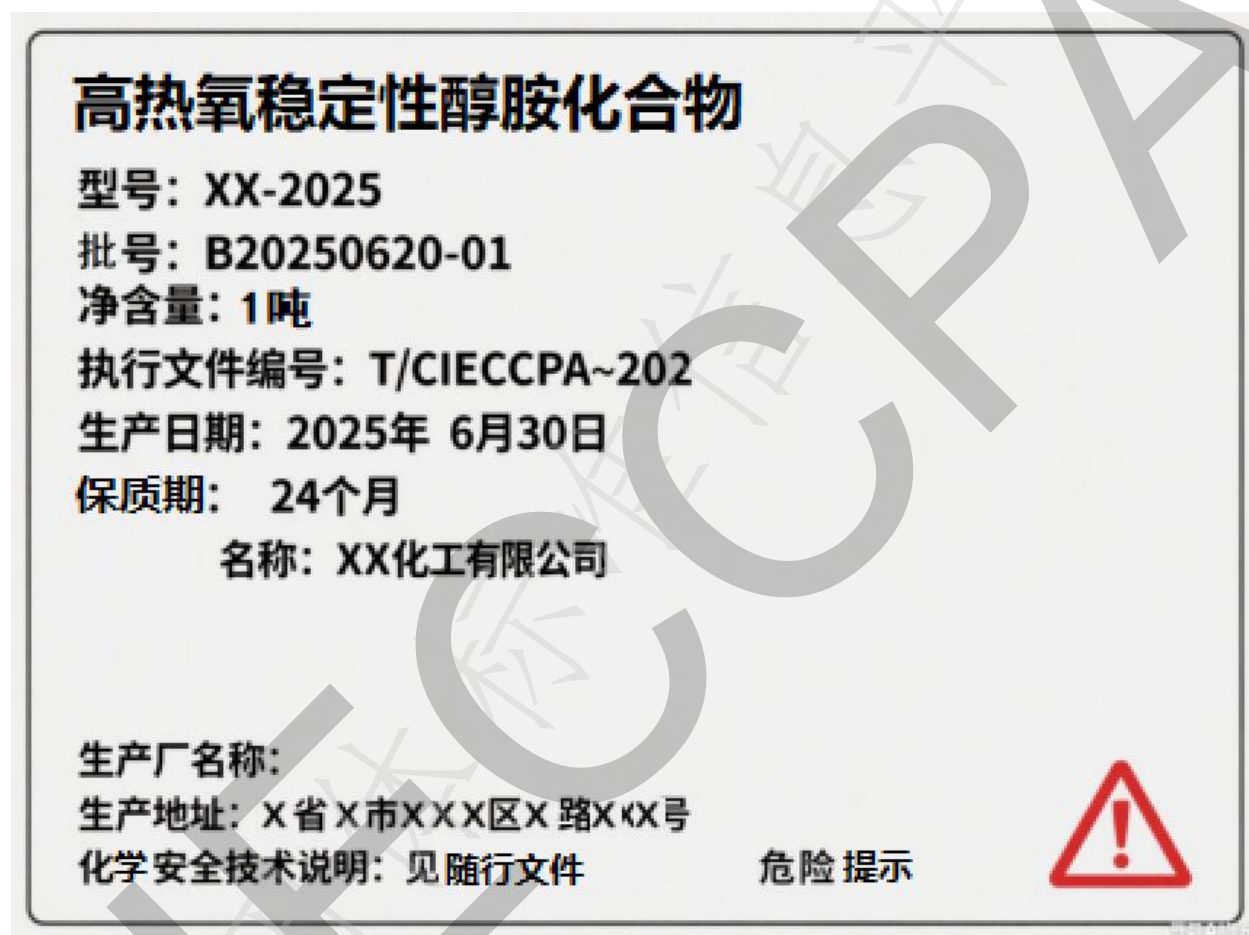 高热氧稳定性醇胺化合物
型号：XX-2025
批号：B20250620-01
净含量：1吨
执行文件编号：T/CIECCPA~202
生产日期：2025年 6月30日
保质期： 24个月
名称：XX化工有限公司
生产厂名称：
生产地址：X省X市XXX区X路XXX号
化学安全技术说明：见随行文件 危险提示
ECCPA